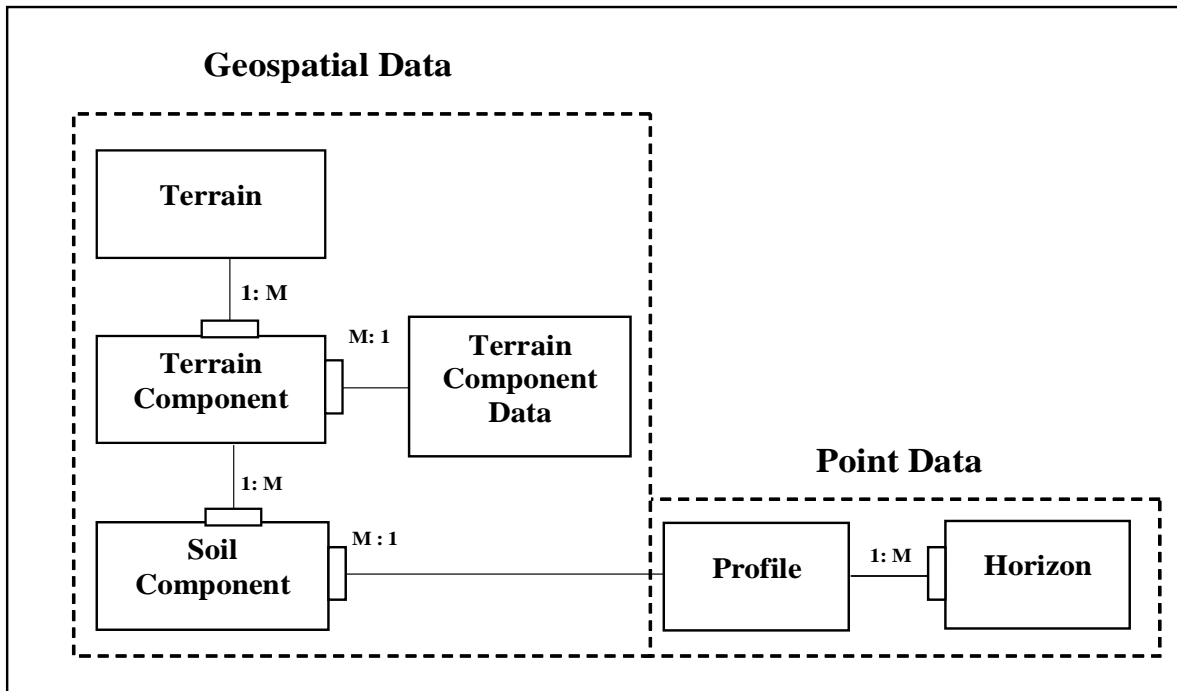 Geospatial Data
Terrain
1: M
Terrain
Component
M: 1
Terrain
Component
Data
1: M
Soil
Component
M : 1
Point Data
Profile
1: M
Horizon